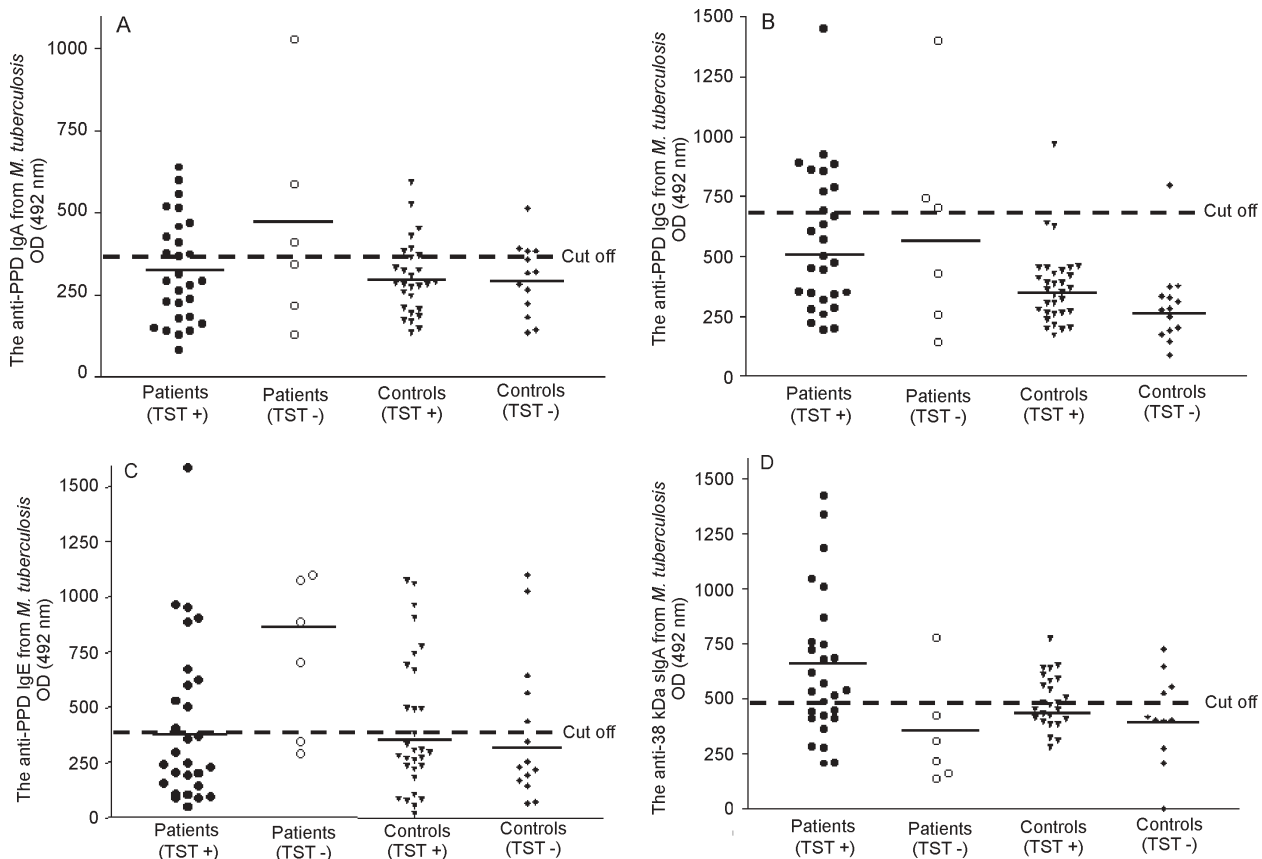 A
The anti-PPD IgA from M. tuberculosis
OD (492 nm)
1000
750
500
250
0
Cut off
Patients
(TST +)
Patients
(TST -)
Controls
(TST +)
Controls
(TST -)
B
The anti-PPD IgG from M. tuberculosis
OD (492 nm)
1500
1250
1000
750
500
250
0
Cut off
Patients
(TST +)
Patients
(TST -)
Controls
(TST +)
Controls
(TST -)
C
The anti-PPD IgE from M. tuberculosis
OD (492 nm)
1500
1250
1000
750
500
250
0
Cut off
Patients
(TST +)
Patients
(TST -)
Controls
(TST +)
Controls
(TST -)
D
The anti-38 kDa sIgA from M. tuberculosis
OD (492 nm)
1500
1250
1000
750
500
250
0
Cut off
Patients
(TST +)
Patients
(TST -)
Controls
(TST +)
Controls
(TST -)